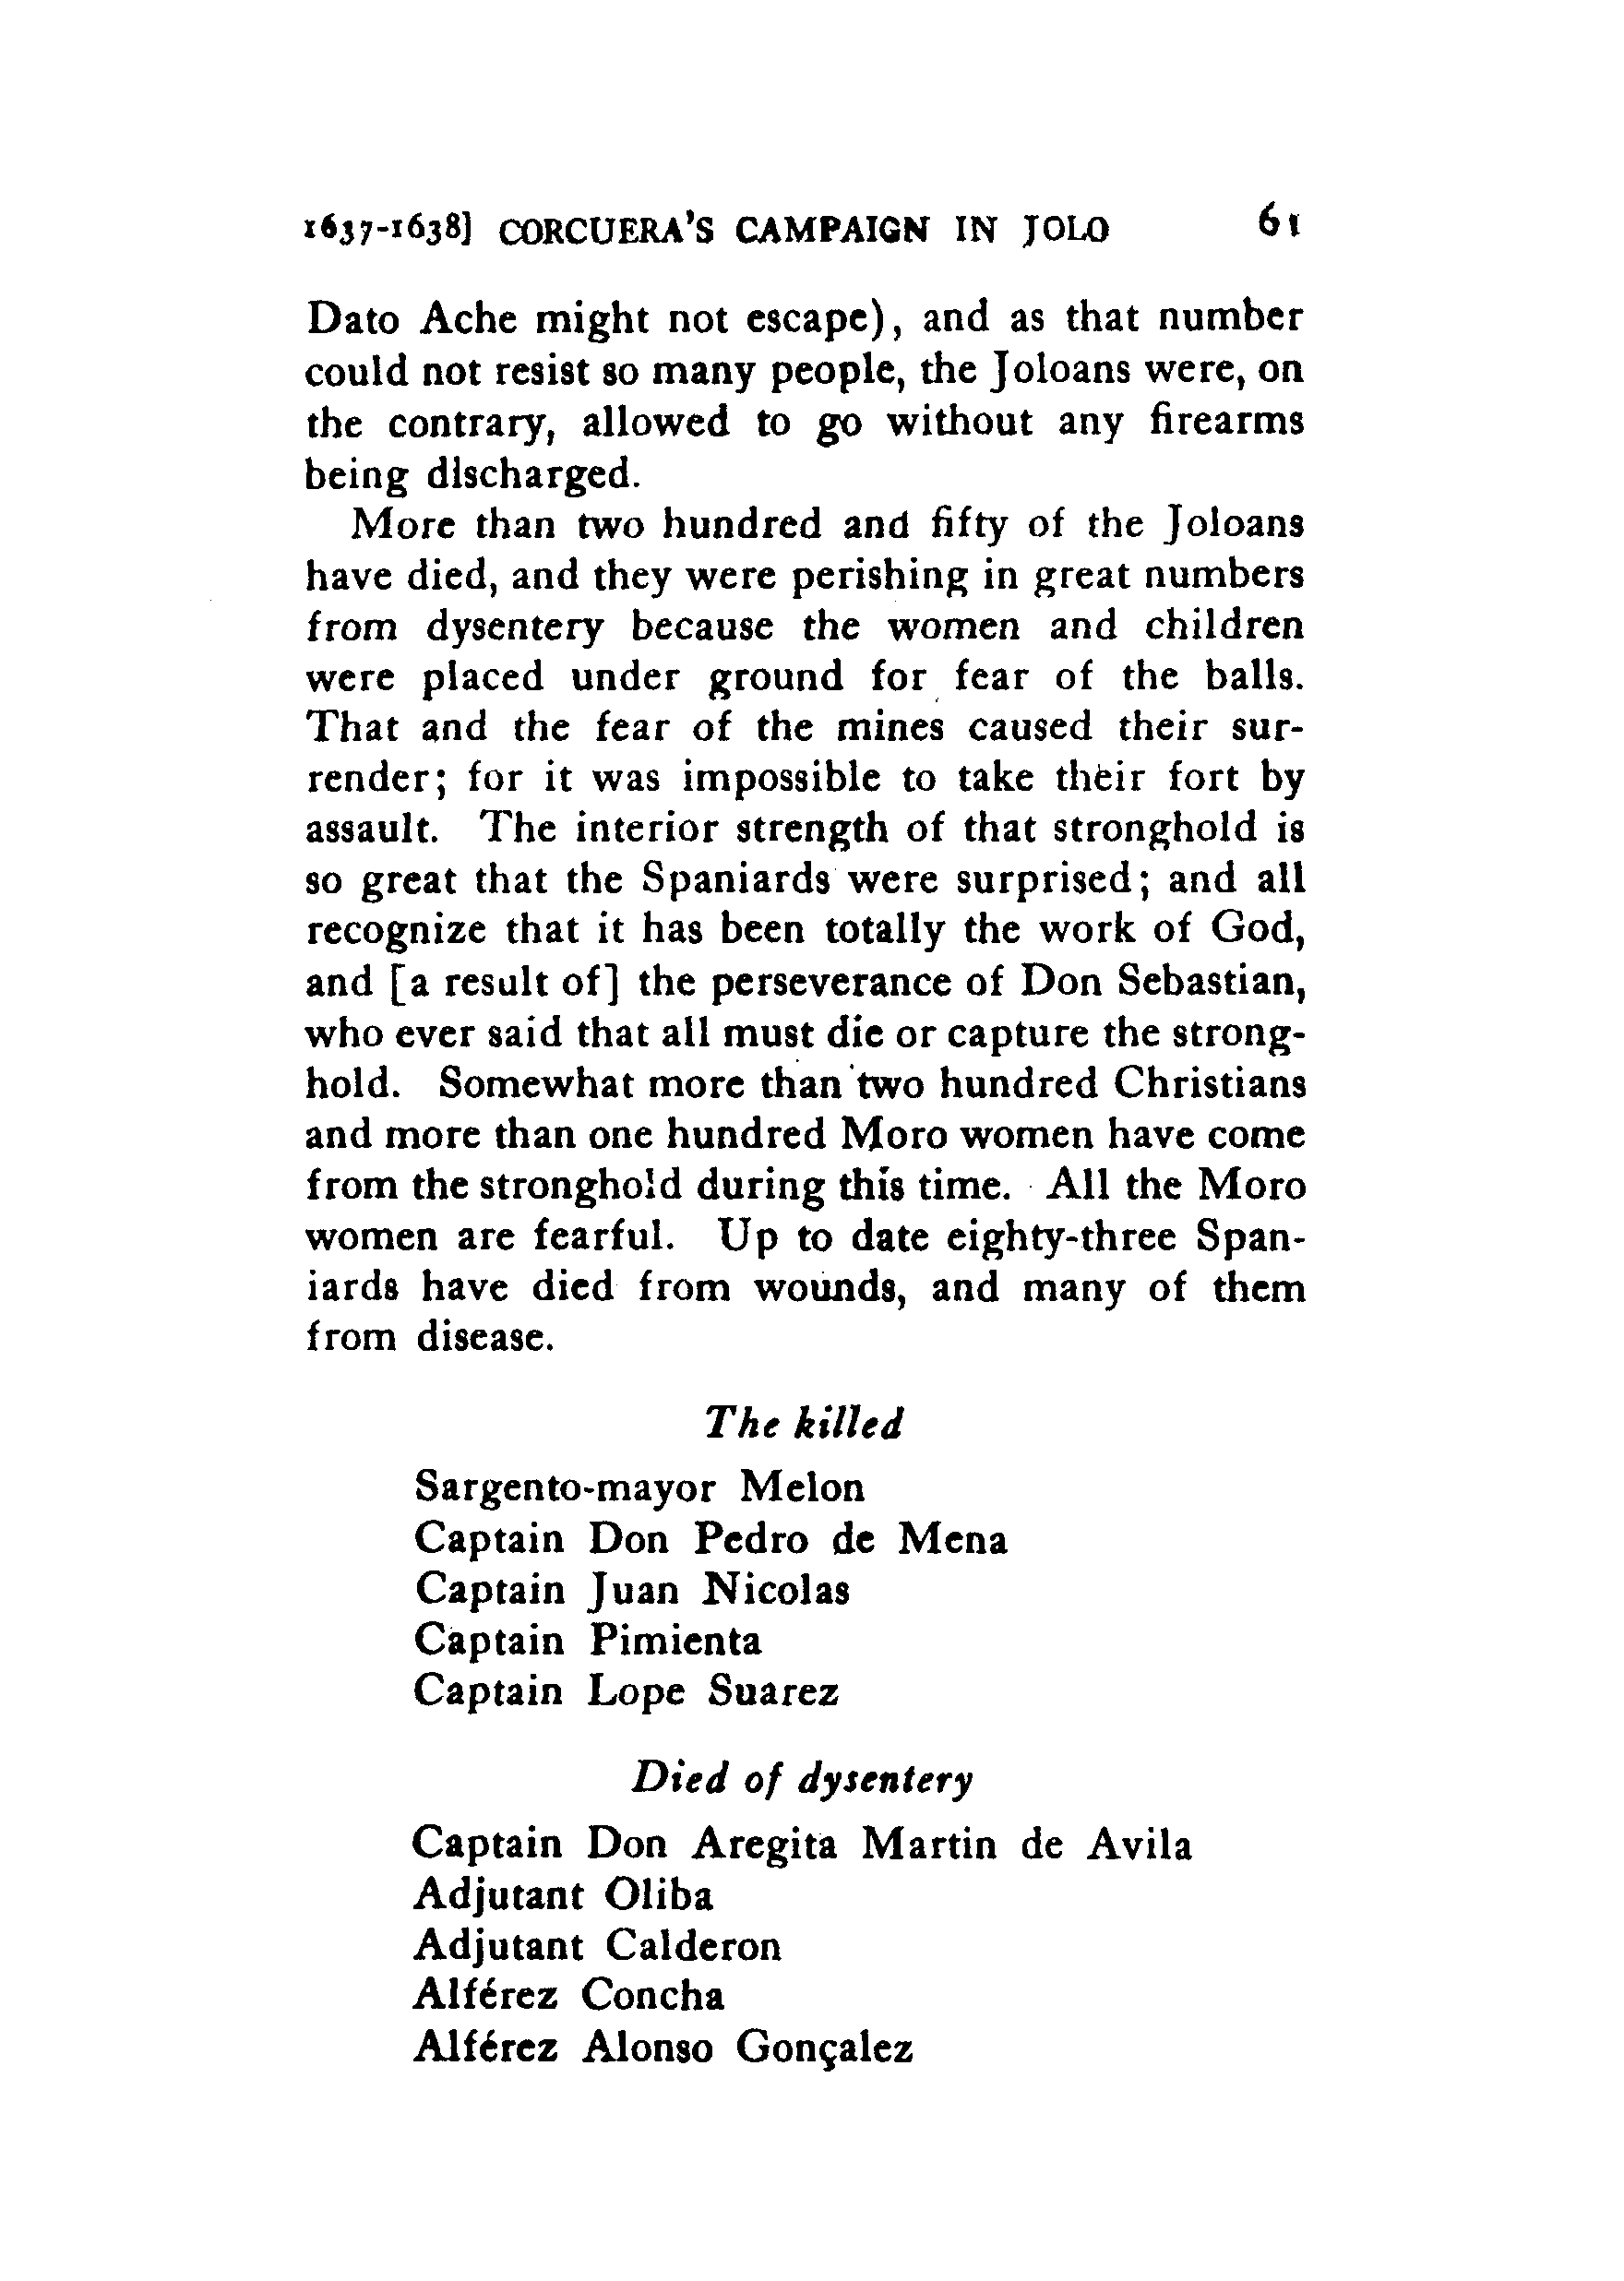 1637-1638] CORCUERA'S CAMPAIGN IN JOLO 61
Dato Ache might not escape), and as that number
could not resist so many people, the Joloans were, on
the contrary, allowed to go without any firearms
being discharged.
More than two hundred and fifty of the Joloans
have died, and they were perishing in great numbers
from dysentery because the women and children
were placed under ground for fear of the balls.
That and the fear of the mines caused their sur-
render; for it was impossible to take their fort by
assault. The interior strength of that stronghold is
so great that the Spaniards were surprised; and all
recognize that it has been totally the work of God,
and [a result of] the perseverance of Don Sebastian,
who ever said that all must die or capture the strong-
hold. Somewhat more than two hundred Christians
and more than one hundred Moro women have come
from the stronghold during this time. All the Moro
women are fearful. Up to date eighty-three Span-
iards have died from wounds, and many of them
from disease.
The killed
Sargento-mayor Melon
Captain Don Pedro de Mena
Captain Juan Nicolas
Captain Pimienta
Captain Lope Suarez
Died of dysentery
Captain Don Aregita Martin de Avila
Adjutant Oliba
Adjutant Calderon
Alférez Concha
Alférez Alonso Gonçalez